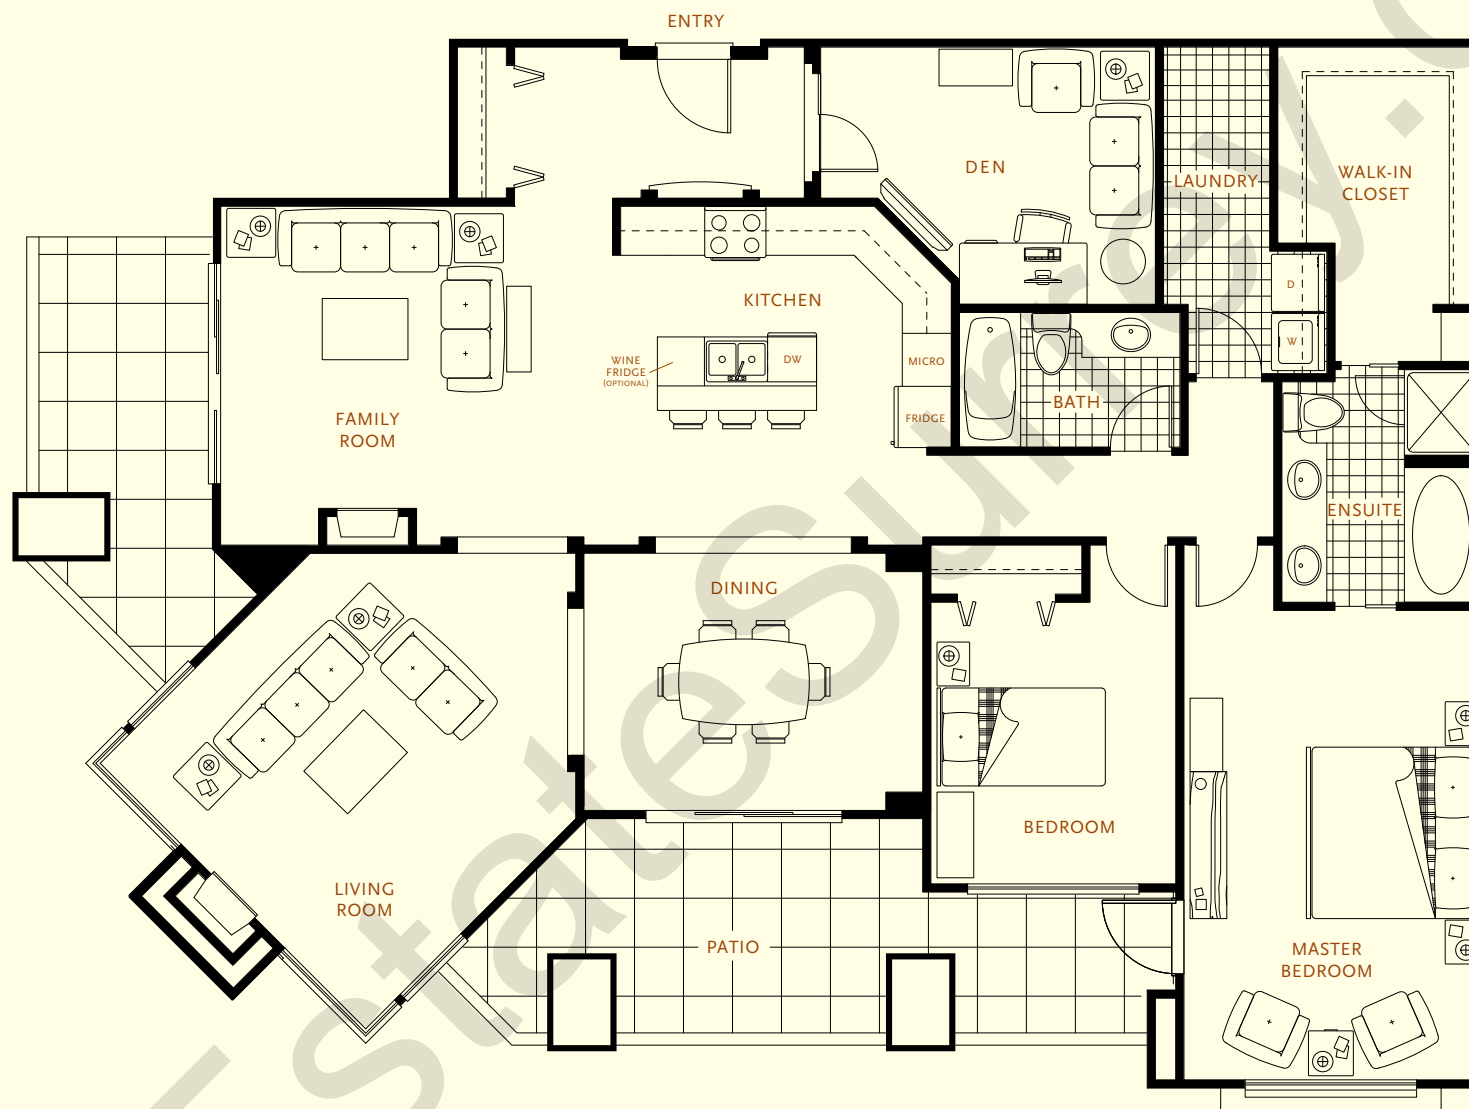 ENTRY
DEN
LAUNDRY
WALK-IN
CLOSET
KITCHEN
D
W
WINE
FRIDGE
(OPTIONAL)
DW
MICRO
FRIDGE
BATH
FAMILY
ROOM
ENSUITE
DINING
BEDROOM
LIVING
ROOM
PATIO
MASTER
BEDROOM
EstateSurrey.c